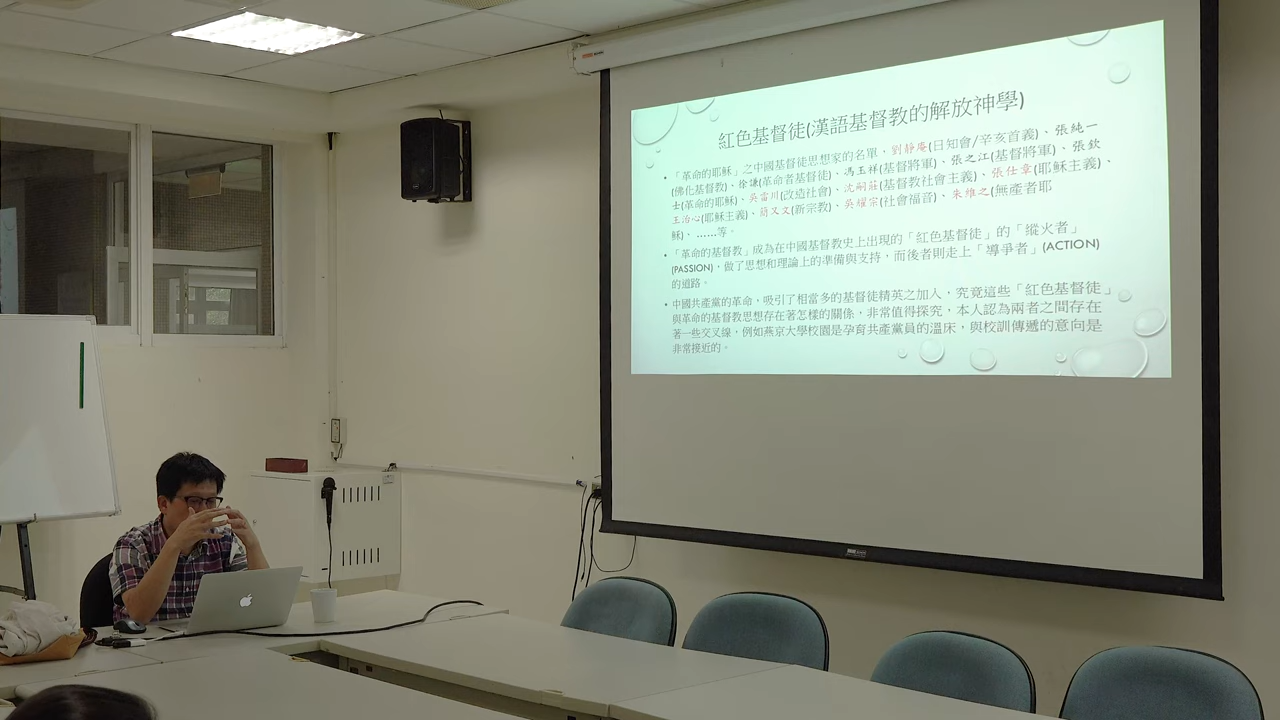 紅色基督徒(漢語基督教的解放神學)
• 「革命的耶穌」之中國基督徒思想家的名單，劉靜庵(日知會/辛亥首義)、張純一
(佛化基督教)、徐謙(革命者基督徒)、馮玉祥(基督將軍)、張之江(基督將軍)、張欽
士(革命的耶穌)、吳雷川(改造社會)、沈嗣莊(基督教社會主義)、張仕章(耶穌主義)、
王治心(耶穌主義)、簡又文(新宗教)、吳耀宗(社會福音)、朱維之(無產者耶
穌)、……等。
• 「革命的基督教」成為在中國基督教史上出現的「紅色基督徒」的「縱火者」
(PASSION)，做了思想和理論上的準備與支持，而後者則走上「導爭者」(ACTION)
的道路。
• 中國共產黨的革命，吸引了相當多的基督徒精英之加人，究竟這些「紅色基督徒」
與革命的基督教思想存在著怎樣的關係，非常值得探究，本人認為兩者之間存在
著一些交叉線，例如燕京大學校園是孕育共產黨員的溫床，與校訓傳遞的意向是
非常接近的。